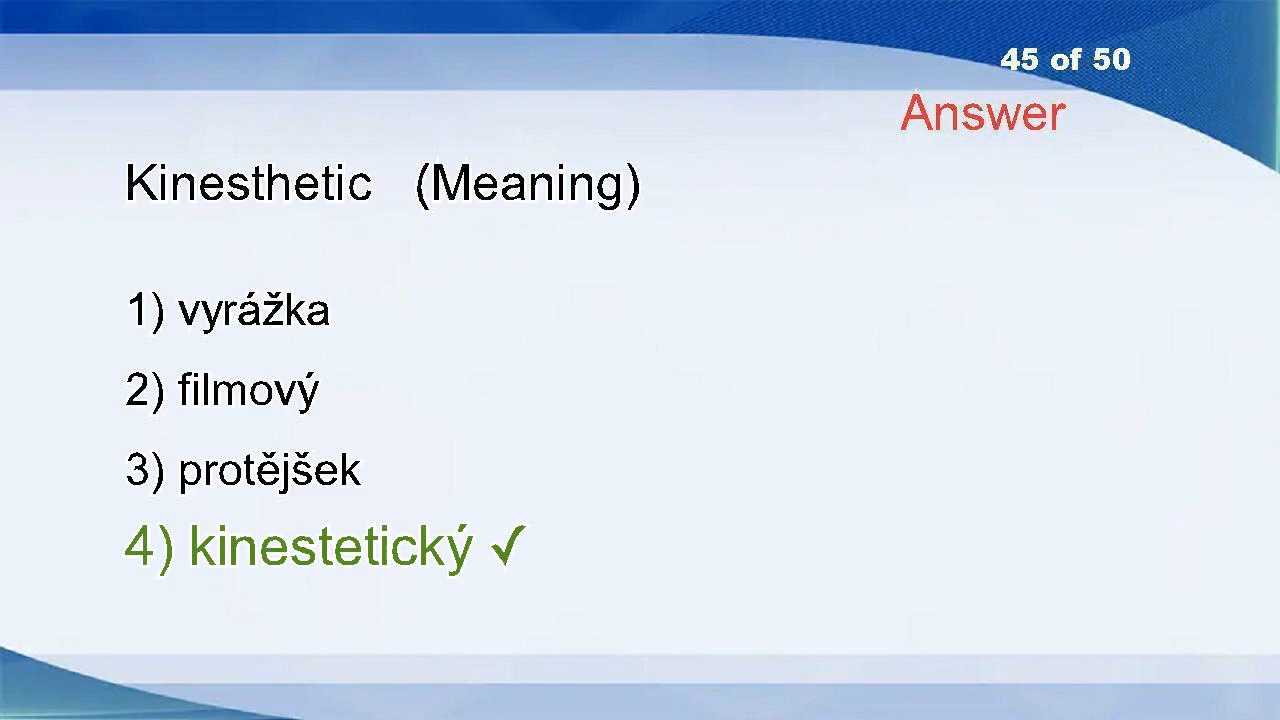 45 of 50
Answer
Kinesthetic (Meaning)
1) vyrážka
2) filmový
3) protějšek
4) kinestetický ✓